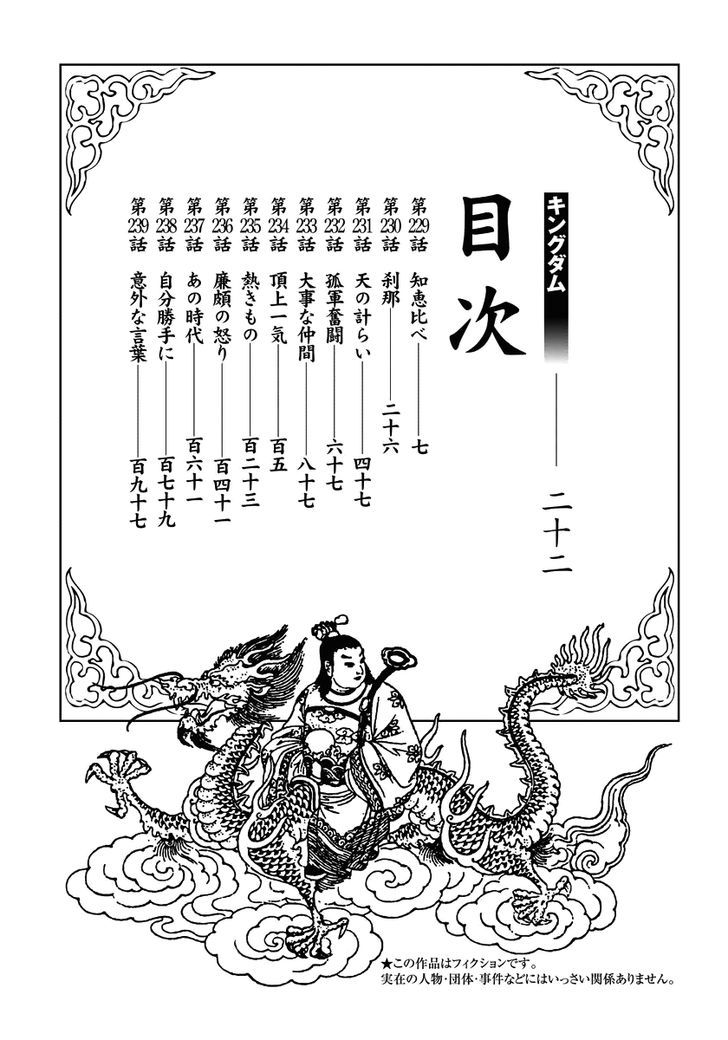 キングダム――二十二
目次
第229話 知恵比べ――七
第230話 刹那――二十六
第231話 天の計らい――四十七
第232話 孤軍奮闘――六十七
第233話 大事な仲間――八十七
第234話 頂上一気――百五
第235話 熱きもの――百二十三
第236話 廉頗の怒り――百四十一
第237話 あの時代――百六十一
第238話 自分勝手に――百七十九
第239話 意外な言葉――百九十七
★この作品はフィクションです。
実在の人物・団体・事件などにはいっさい関係ありません。